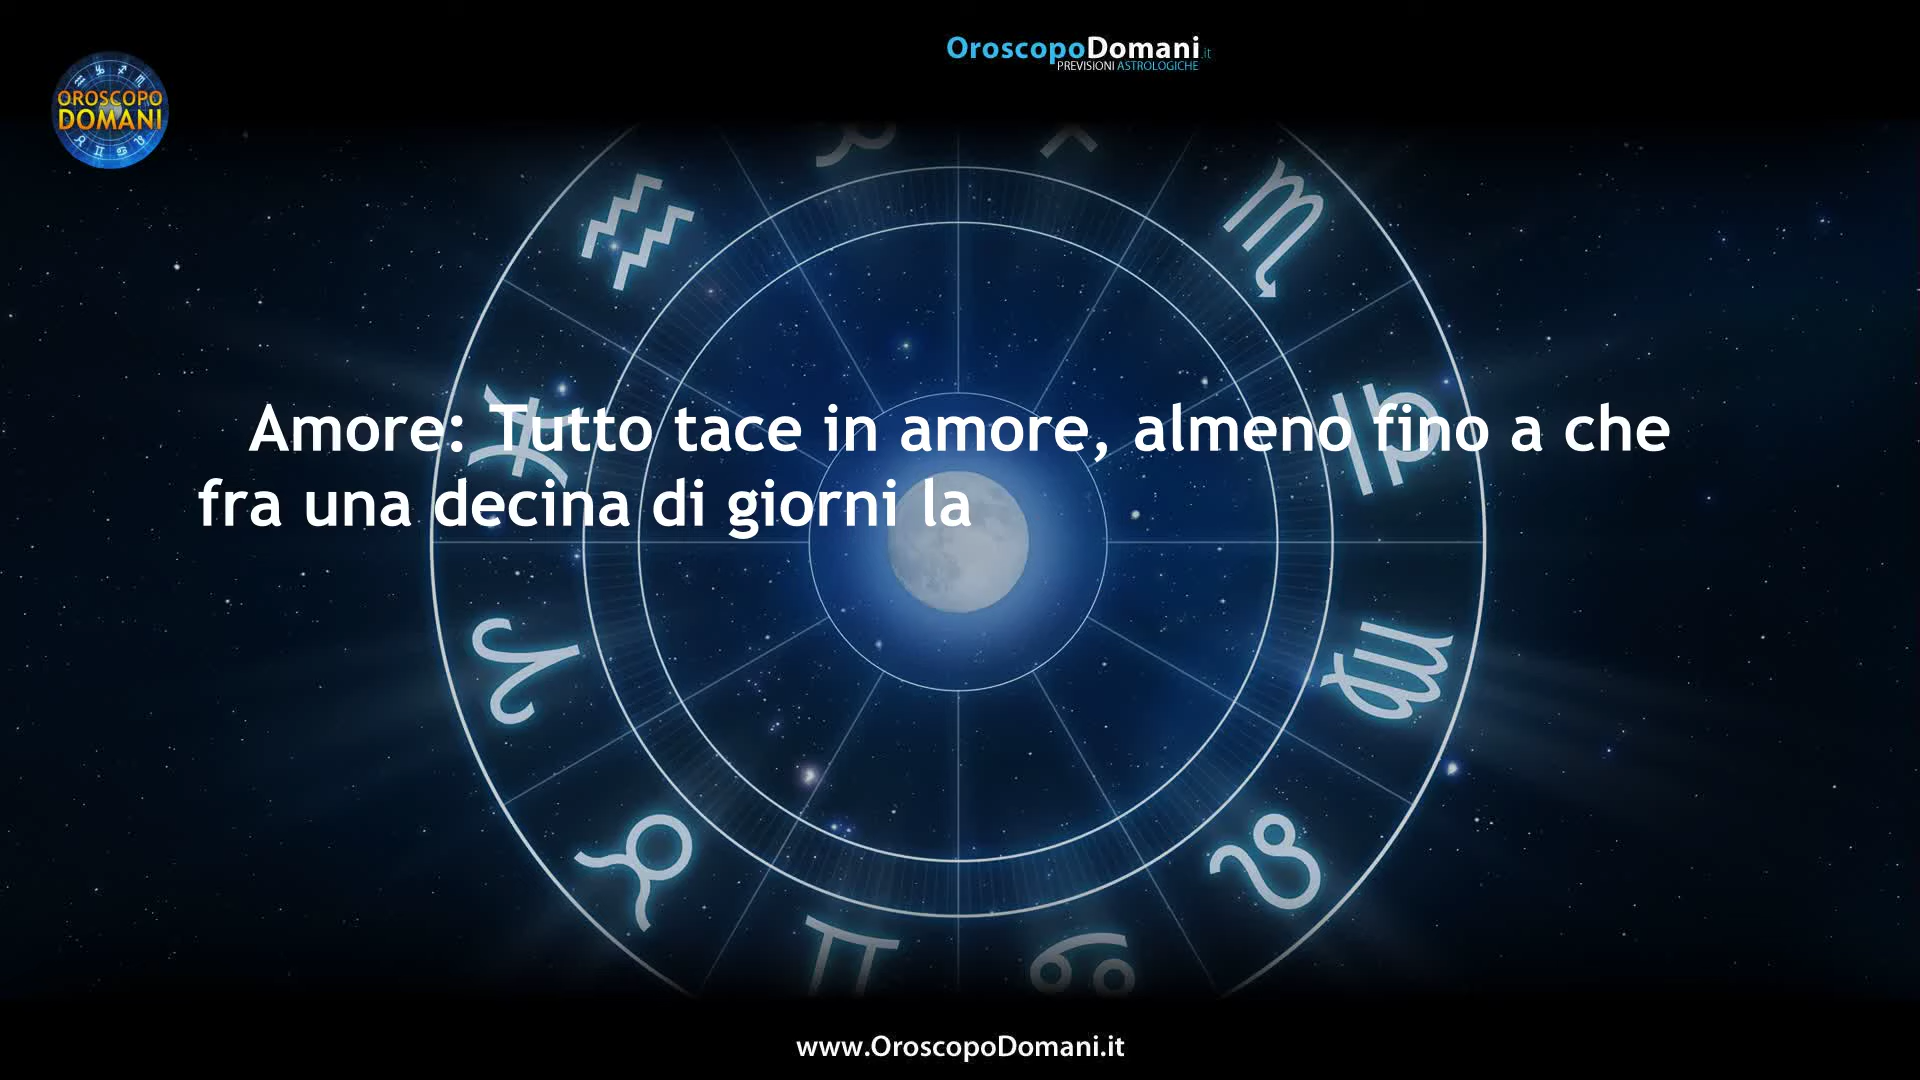 OroscopoDomani.it
PREVISIONI ASTROLOGICHE
OROSCOPO
DOMANI
Amore: Tutto tace in amore, almeno fino a che
fra una decina di giorni la
www.OroscopoDomani.it